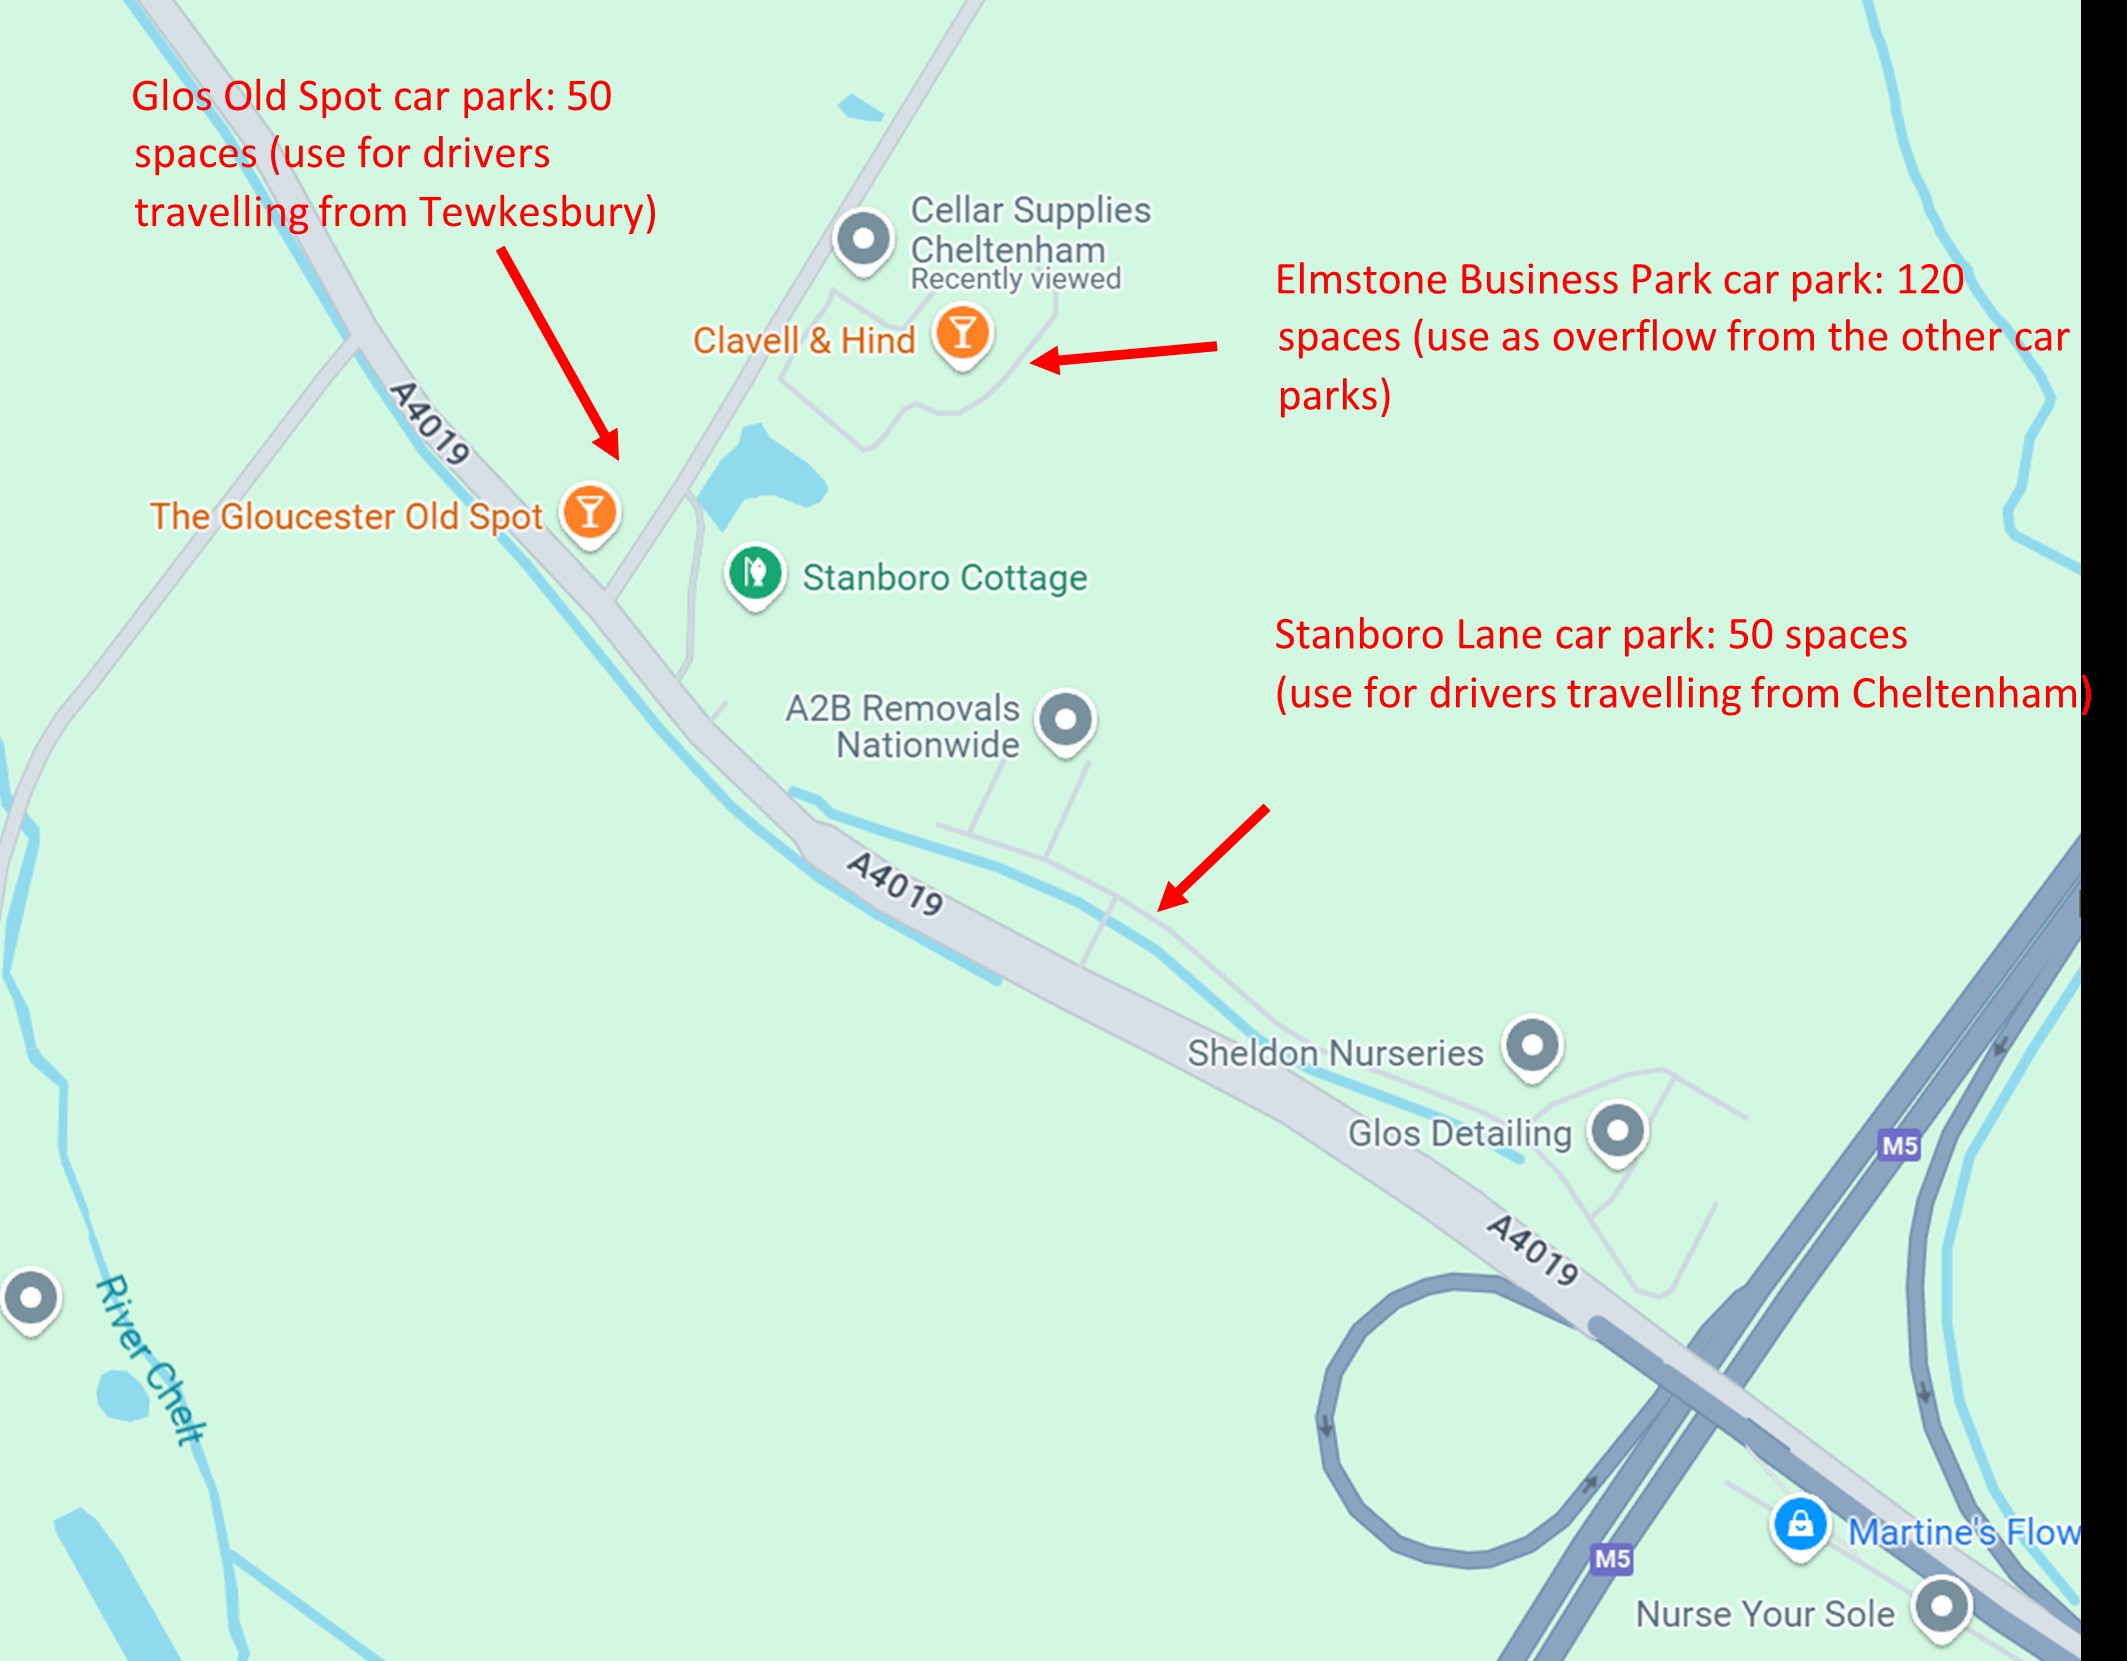 Glos Old Spot car park: 50
spaces (use for drivers
travelling from Tewkesbury)
Cellar Supplies
Cheltenham
Recently viewed
Clavell & Hind
Elmstone Business Park car park: 120
spaces (use as overflow from the other car
parks)
A4019
The Gloucester Old Spot
Stanboro Cottage
Stanboro Lane car park: 50 spaces
(use for drivers travelling from Cheltenham)
A2B Removals
Nationwide
A4019
Sheldon Nurseries
Glos Detailing
M5
A4019
River Chelt
Martine's Flow
M5
Nurse Your Sole